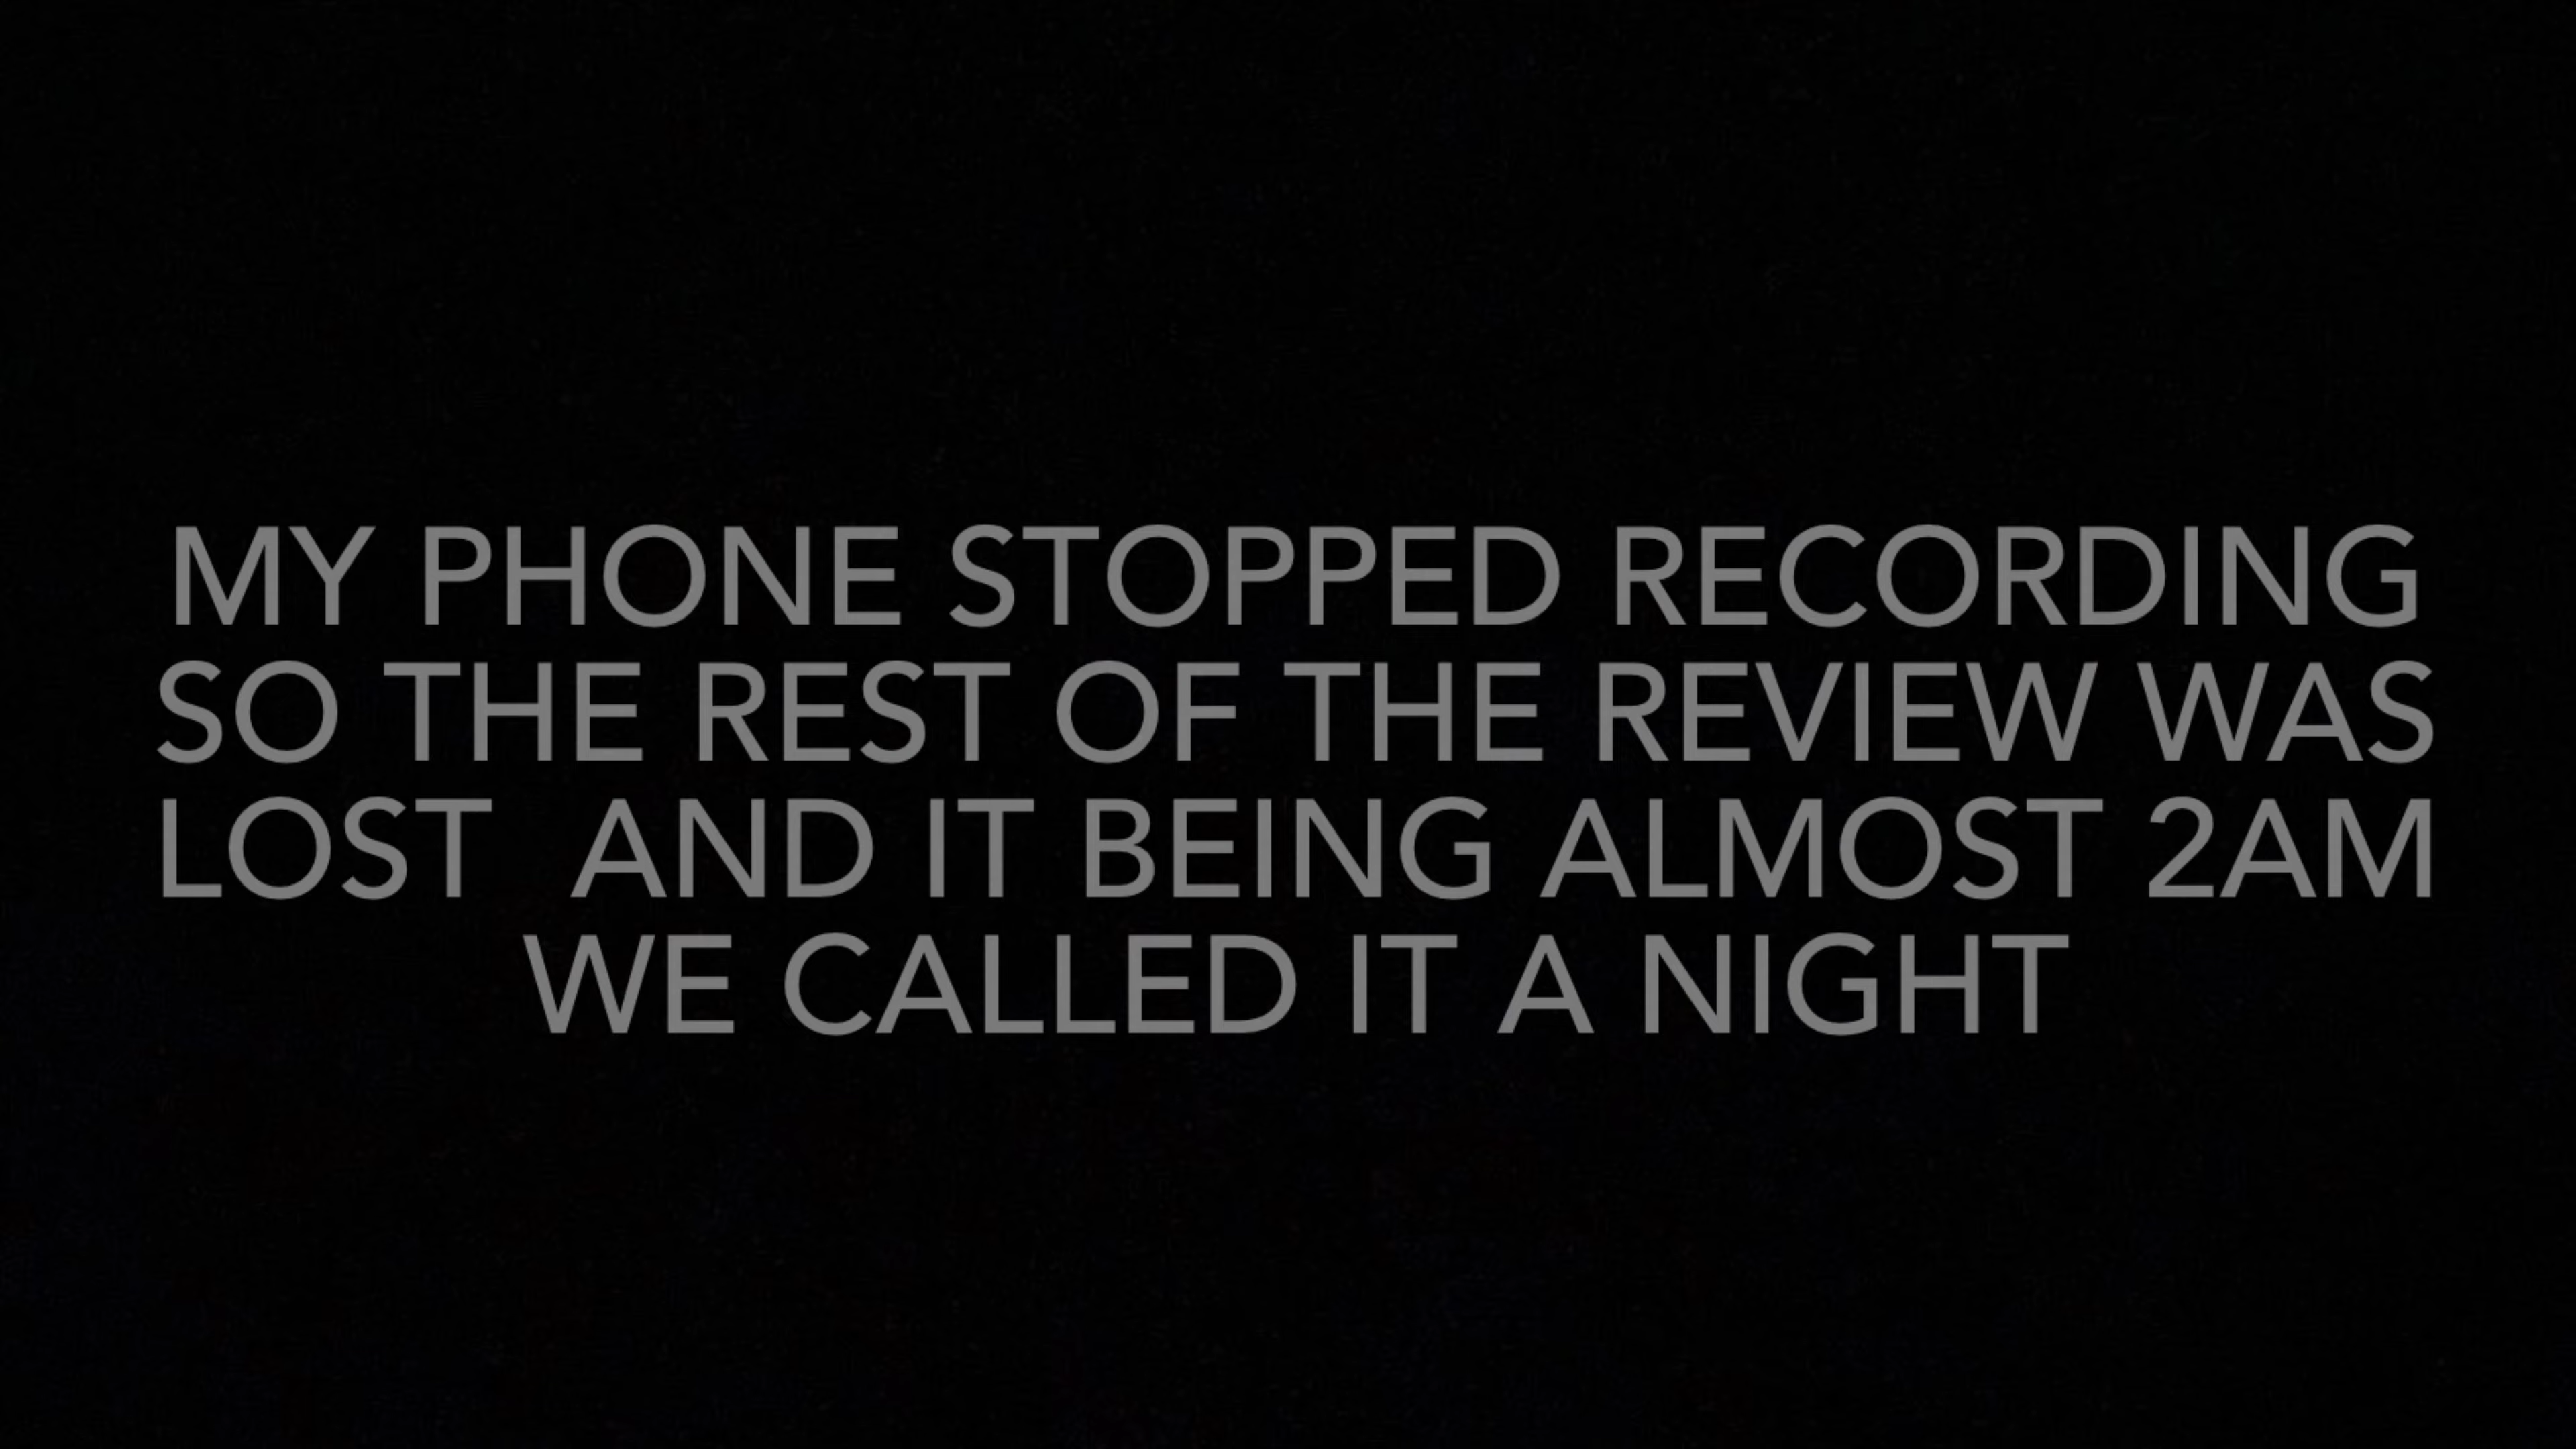 MY PHONE STOPPED RECORDING
SO THE REST OF THE REVIEW WAS
LOST  AND IT BEING ALMOST 2AM
WE CALLED IT A NIGHT